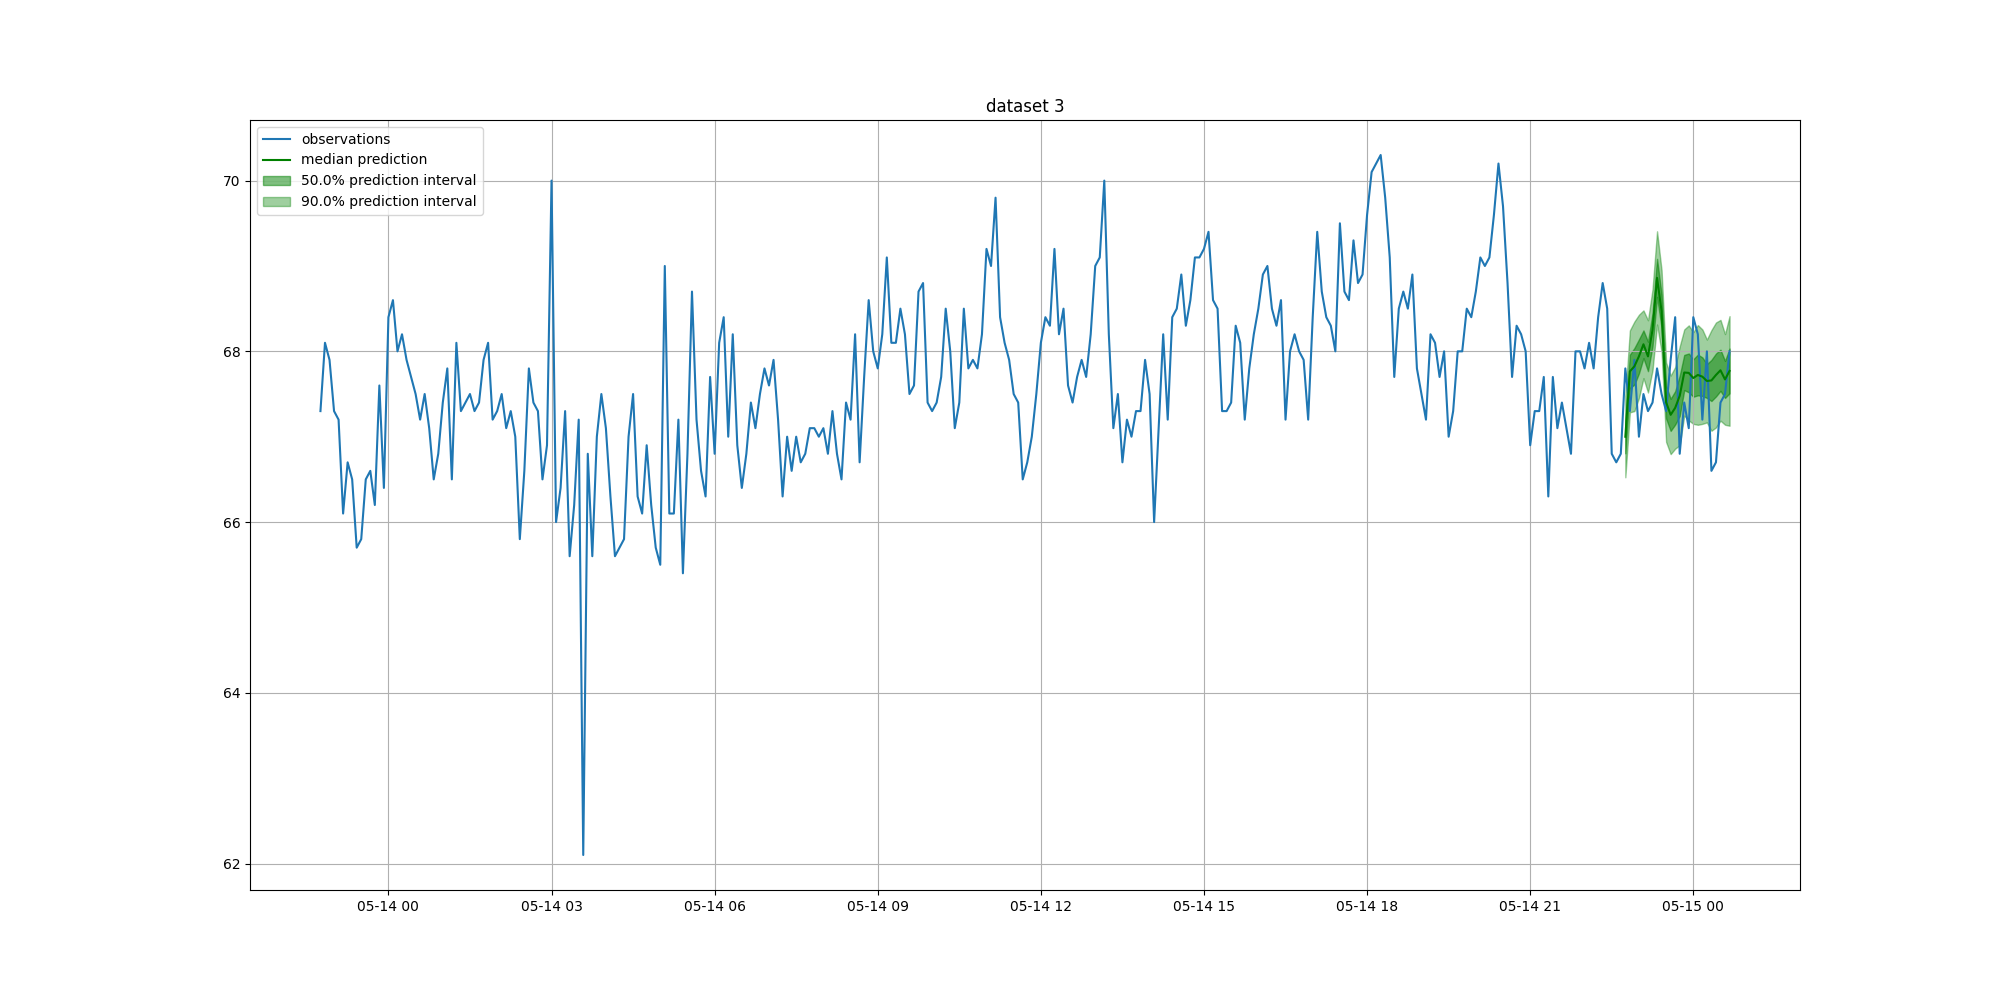 dataset 3
observations
median prediction
50.0% prediction interval
90.0% prediction interval
70
68
66
64
62
05-14 00
05-14 03
05-14 06
05-14 09
05-14 12
05-14 15
05-14 18
05-14 21
05-15 00